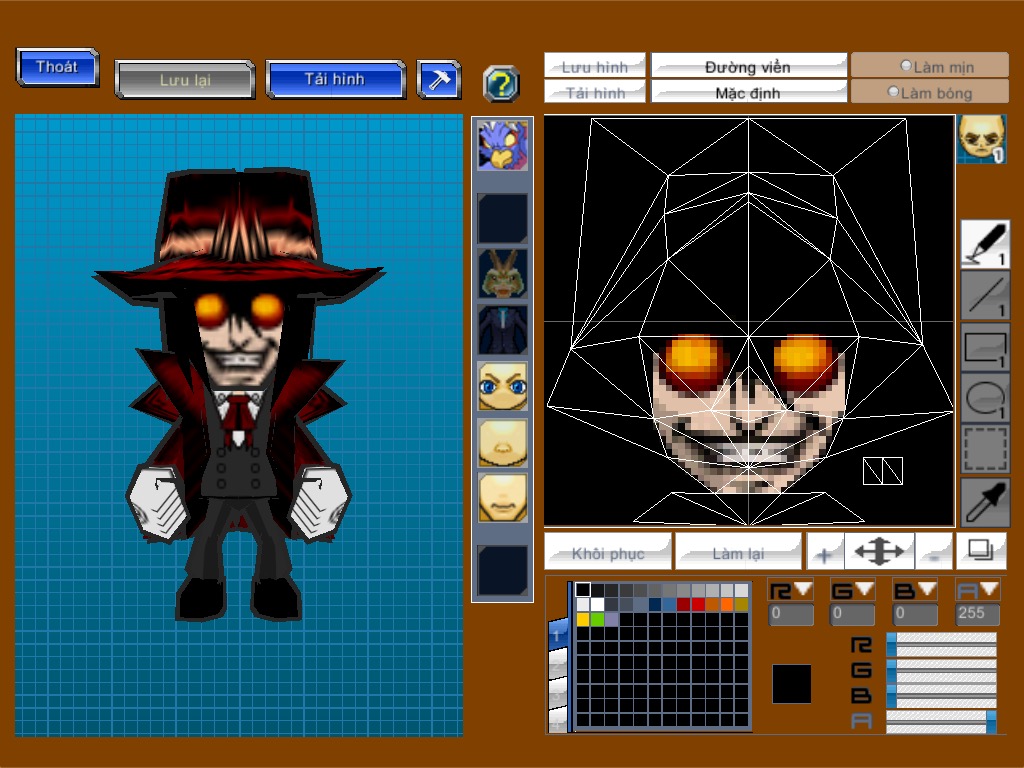 Thoát
Lưu lại
Tải hình
?
Lưu hình
Đường viền
Làm mịn
Tải hình
Mặc định
Làm bóng
1
1
1
1
1
Khôi phục
Làm lại
+
-
1
R
G
B
A
0
0
0
255
R
G
B
A